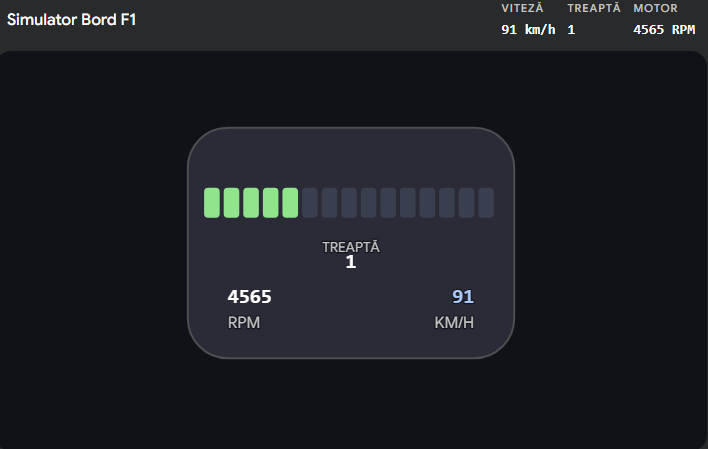 Simulator Bord F1
VITEZĂ TREAPTĂ MOTOR
91 km/h 1 4565 RPM
TREAPTĂ
1
4565 91
RPM KM/H